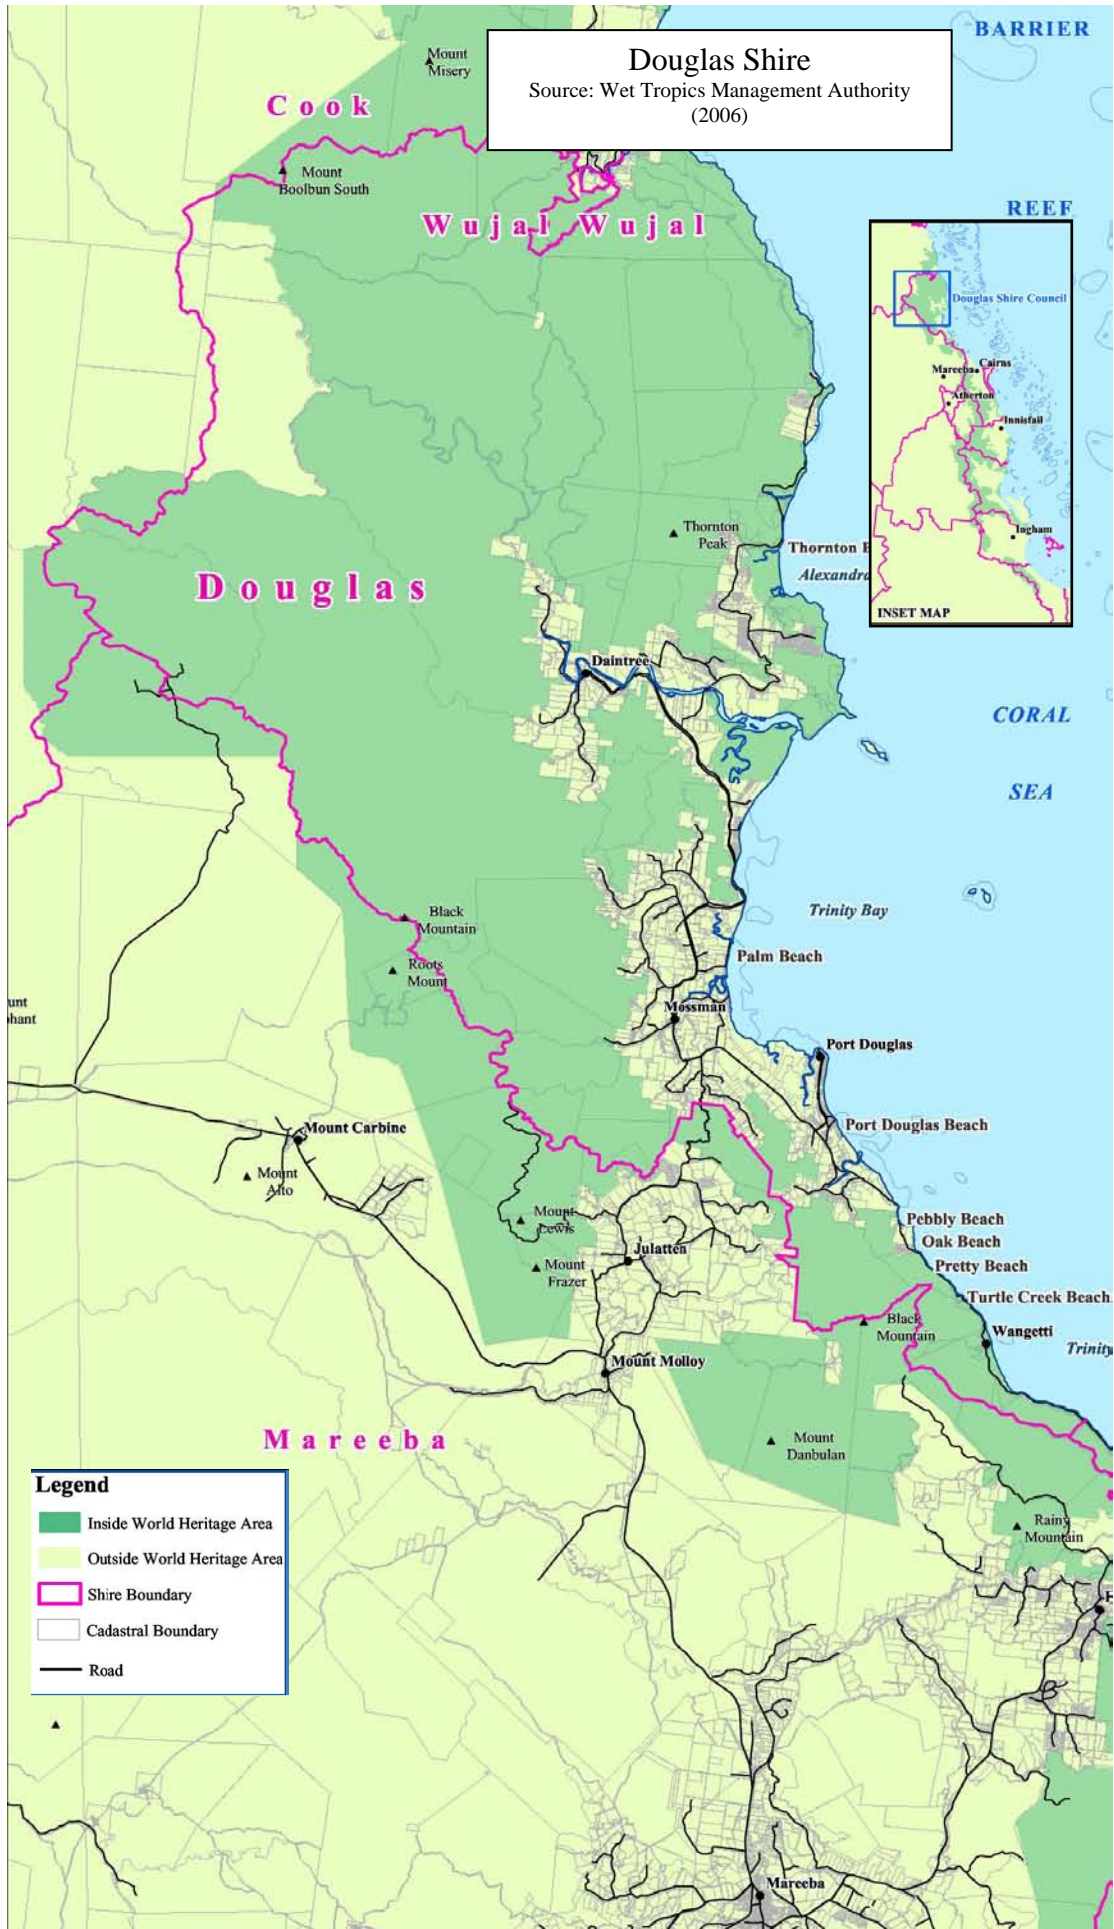 BARRIER
Douglas Shire
Source: Wet Tropics Management Authority
(2006)
Mount
Misery
Cook
Mount
Boolbun South
REEF
Wujal Wujal
Douglas Shire Council
Mareeba
Cairns
Atherton
Innisfail
Ingham
INSET MAP
Thornton
Peak
Thornton
Alexandra
Douglas
Daintree
CORAL
SEA
Black
Mountain
Trinity Bay
Roots
Mount
Palm Beach
Mossman
Port Douglas
Mount Carbine
Port Douglas Beach
Mount
Alto
Mount
Lewis
Pebbly Beach
Oak Beach
Julatten
Mount
Frazer
Pretty Beach
Turtle Creek Beach
Black
Mountain
Wangetti
Trinity
Mount Molloy
Mareeba
Mount
Danbulan
Legend
Inside World Heritage Area
Outside World Heritage Area
Shire Boundary
Cadastral Boundary
Road
Rainy
Mountain
Mareeba